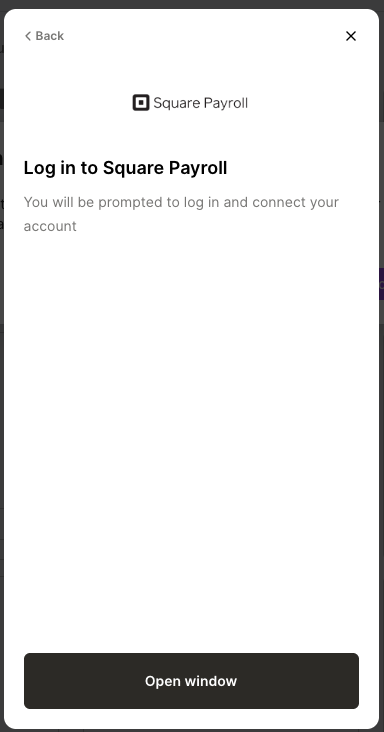 Back
Square Payroll
Log in to Square Payroll
You will be prompted to log in and connect your
account
Open window